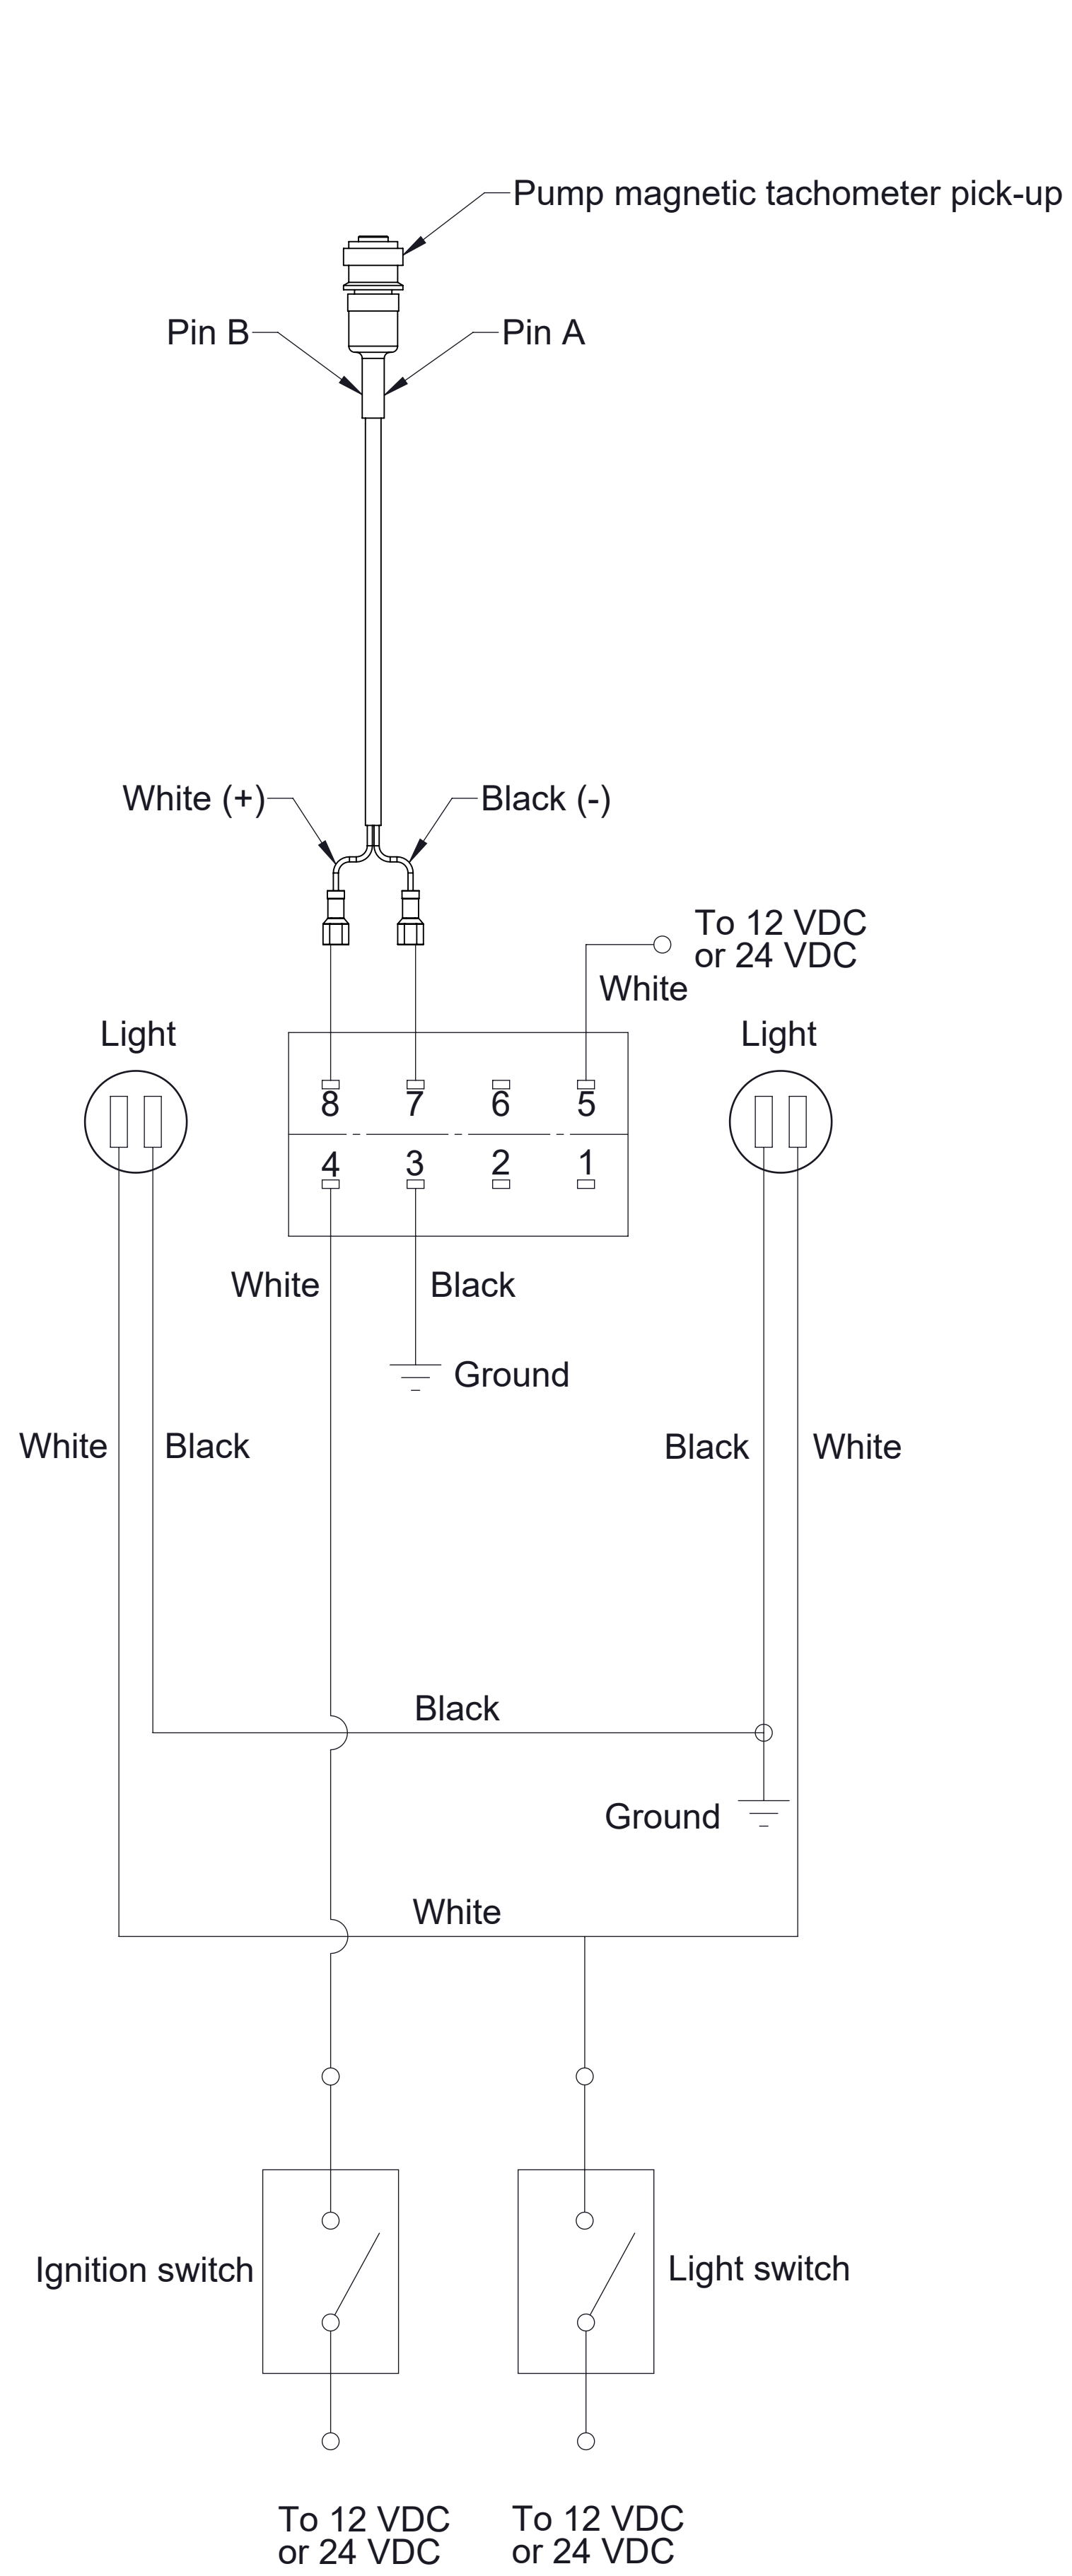 Pump magnetic tachometer pick-up
Pin B
Pin A
White (+)
Black (-)
To 12 VDC
or 24 VDC
White
Light
Light
8 7 6 5
4 3 2 1
White
Black
Ground
White
Black
Black
White
Black
Ground
White
Ignition switch
Light switch
To 12 VDC
or 24 VDC
To 12 VDC
or 24 VDC